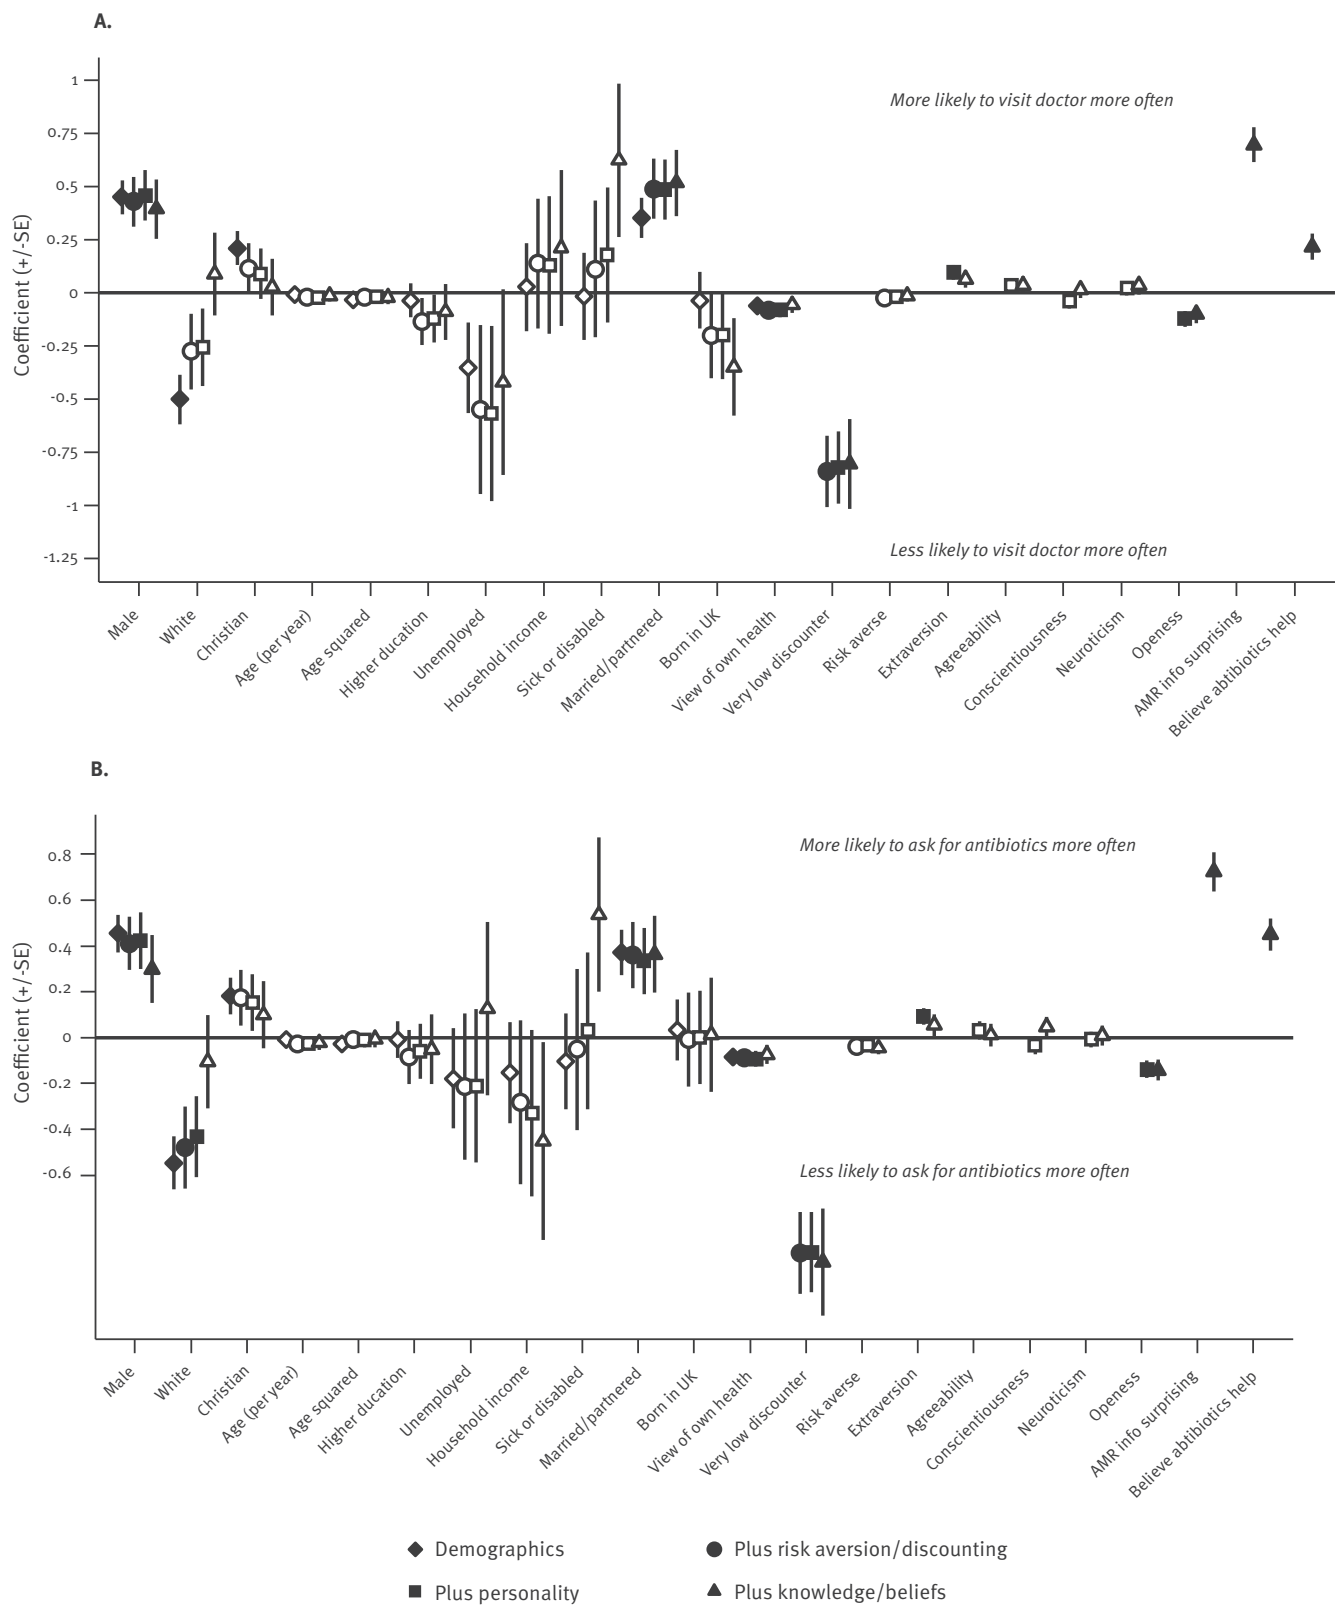 A.
More likely to visit doctor more often
Coefficient (+/-SE)
1
0.75
0.5
0.25
0
-0.25
-0.5
-0.75
-1
-1.25
Less likely to visit doctor more often
Male
White
Christian
Age (per year)
Age squared
Higher ducation
Unemployed
Household income
Sick or disabled
Married/partnered
Born in UK
View of own health
Very low discounter
Risk averse
Extraversion
Agreeability
Conscientiousness
Neuroticism
Openess
AMR info surprising
Believe abtibiotics help
B.
More likely to ask for antibiotics more often
Coefficient (+/-SE)
0.8
0.6
0.4
0.2
0
-0.2
-0.4
-0.6
Less likely to ask for antibiotics more often
Male
White
Christian
Age (per year)
Age squared
Higher ducation
Unemployed
Household income
Sick or disabled
Married/partnered
Born in UK
View of own health
Very low discounter
Risk averse
Extraversion
Agreeability
Conscientiousness
Neuroticism
Openess
AMR info surprising
Believe abtibiotics help
Demographics
Plus risk aversion/discounting
Plus personality
Plus knowledge/beliefs